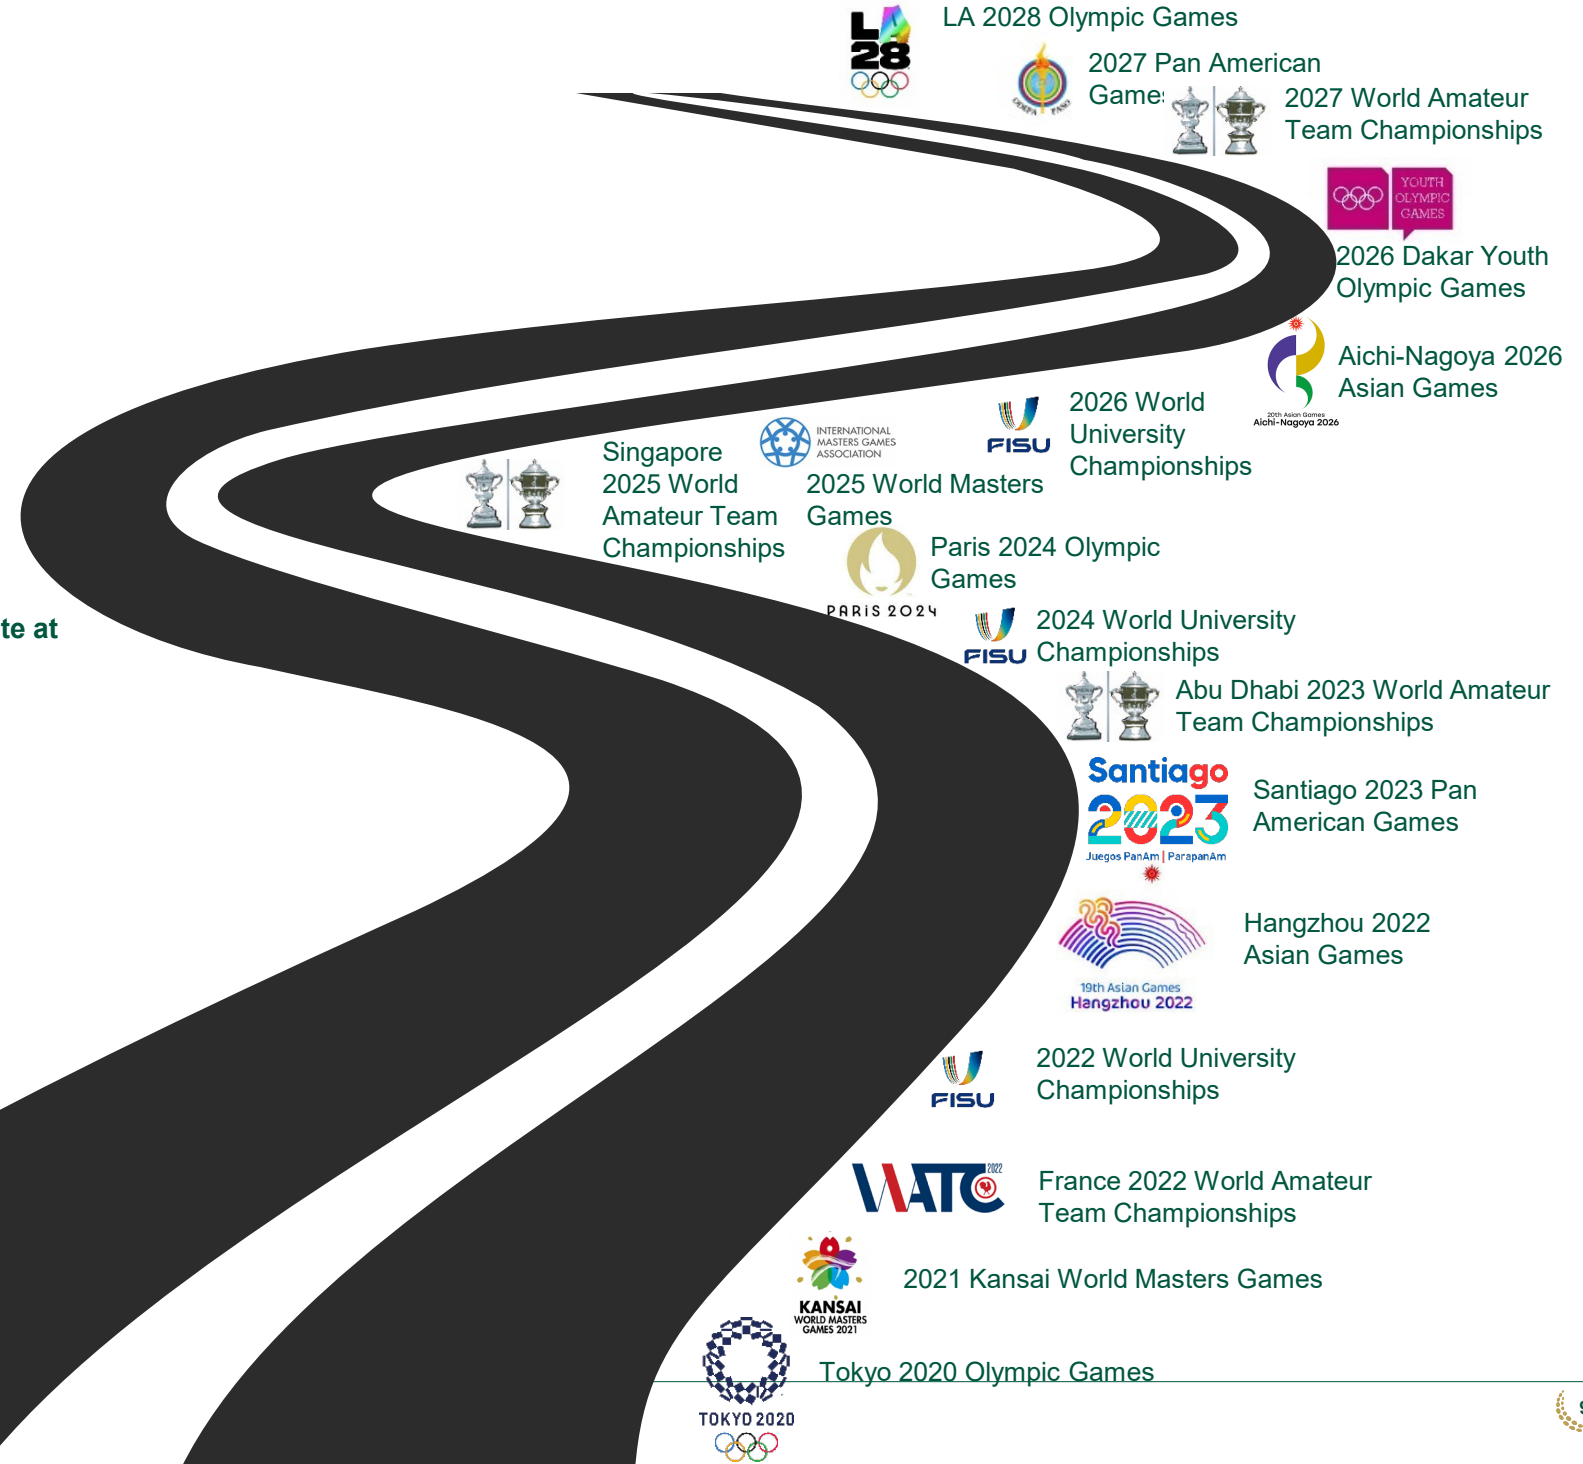 LA
28
LA 2028 Olympic Games
2027 Pan American
Games
ODEPA PASO
2027 World Amateur
Team Championships
YOUTH
OLYMPIC
GAMES
2026 Dakar Youth
Olympic Games
Aichi-Nagoya 2026
Asian Games
20th Asian Games
Aichi-Nagoya 2026
2026 World
University
Championships
FISU
INTERNATIONAL
MASTERS GAMES
ASSOCIATION
2025 World Masters
Games
Singapore
2025 World
Amateur Team
Championships
Paris 2024 Olympic
Games
PARIS 2024
te at
2024 World University
Championships
FISU
Abu Dhabi 2023 World Amateur
Team Championships
Santiago
2023
Juegos PanAm | ParapanAm
Santiago 2023 Pan
American Games
Hangzhou 2022
Asian Games
19th Asian Games
Hangzhou 2022
2022 World University
Championships
FISU
WATC 2022
France 2022 World Amateur
Team Championships
2021 Kansai World Masters Games
KANSAI
WORLD MASTERS
GAMES 2021
Tokyo 2020 Olympic Games
TOKYO 2020
9